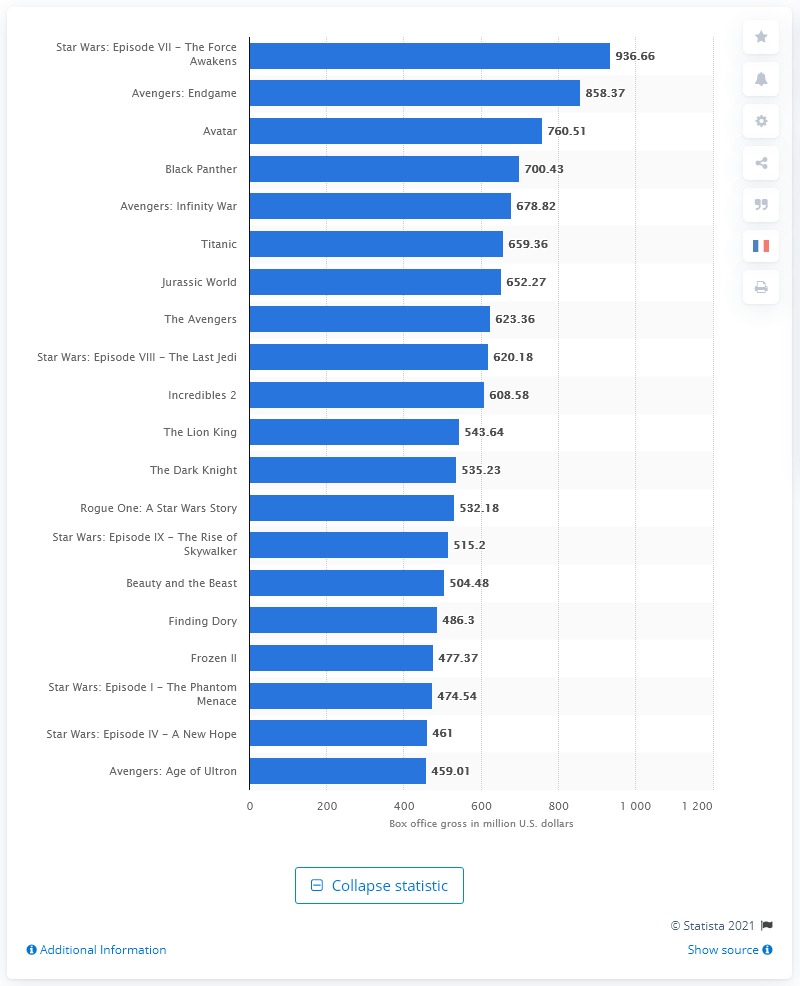 Star Wars: Episode VII – The Force
Awakens
936.66
Avengers: Endgame
858.37
Avatar
760.51
Black Panther
700.43
Avengers: Infinity War
678.82
Titanic
659.36
Jurassic World
652.27
The Avengers
623.36
Star Wars: Episode VIII – The Last Jedi
620.18
Incredibles 2
608.58
The Lion King
543.64
The Dark Knight
535.23
Rogue One: A Star Wars Story
532.18
Star Wars: Episode IX – The Rise of
Skywalker
515.2
Beauty and the Beast
504.48
Finding Dory
486.3
Frozen II
477.37
Star Wars: Episode I – The Phantom
Menace
474.54
Star Wars: Episode IV – A New Hope
461
Avengers: Age of Ultron
459.01
0 200 400 600 800 1 000 1 200
Box office gross in million U.S. dollars
Collapse statistic
© Statista 2021
Additional Information
Show source